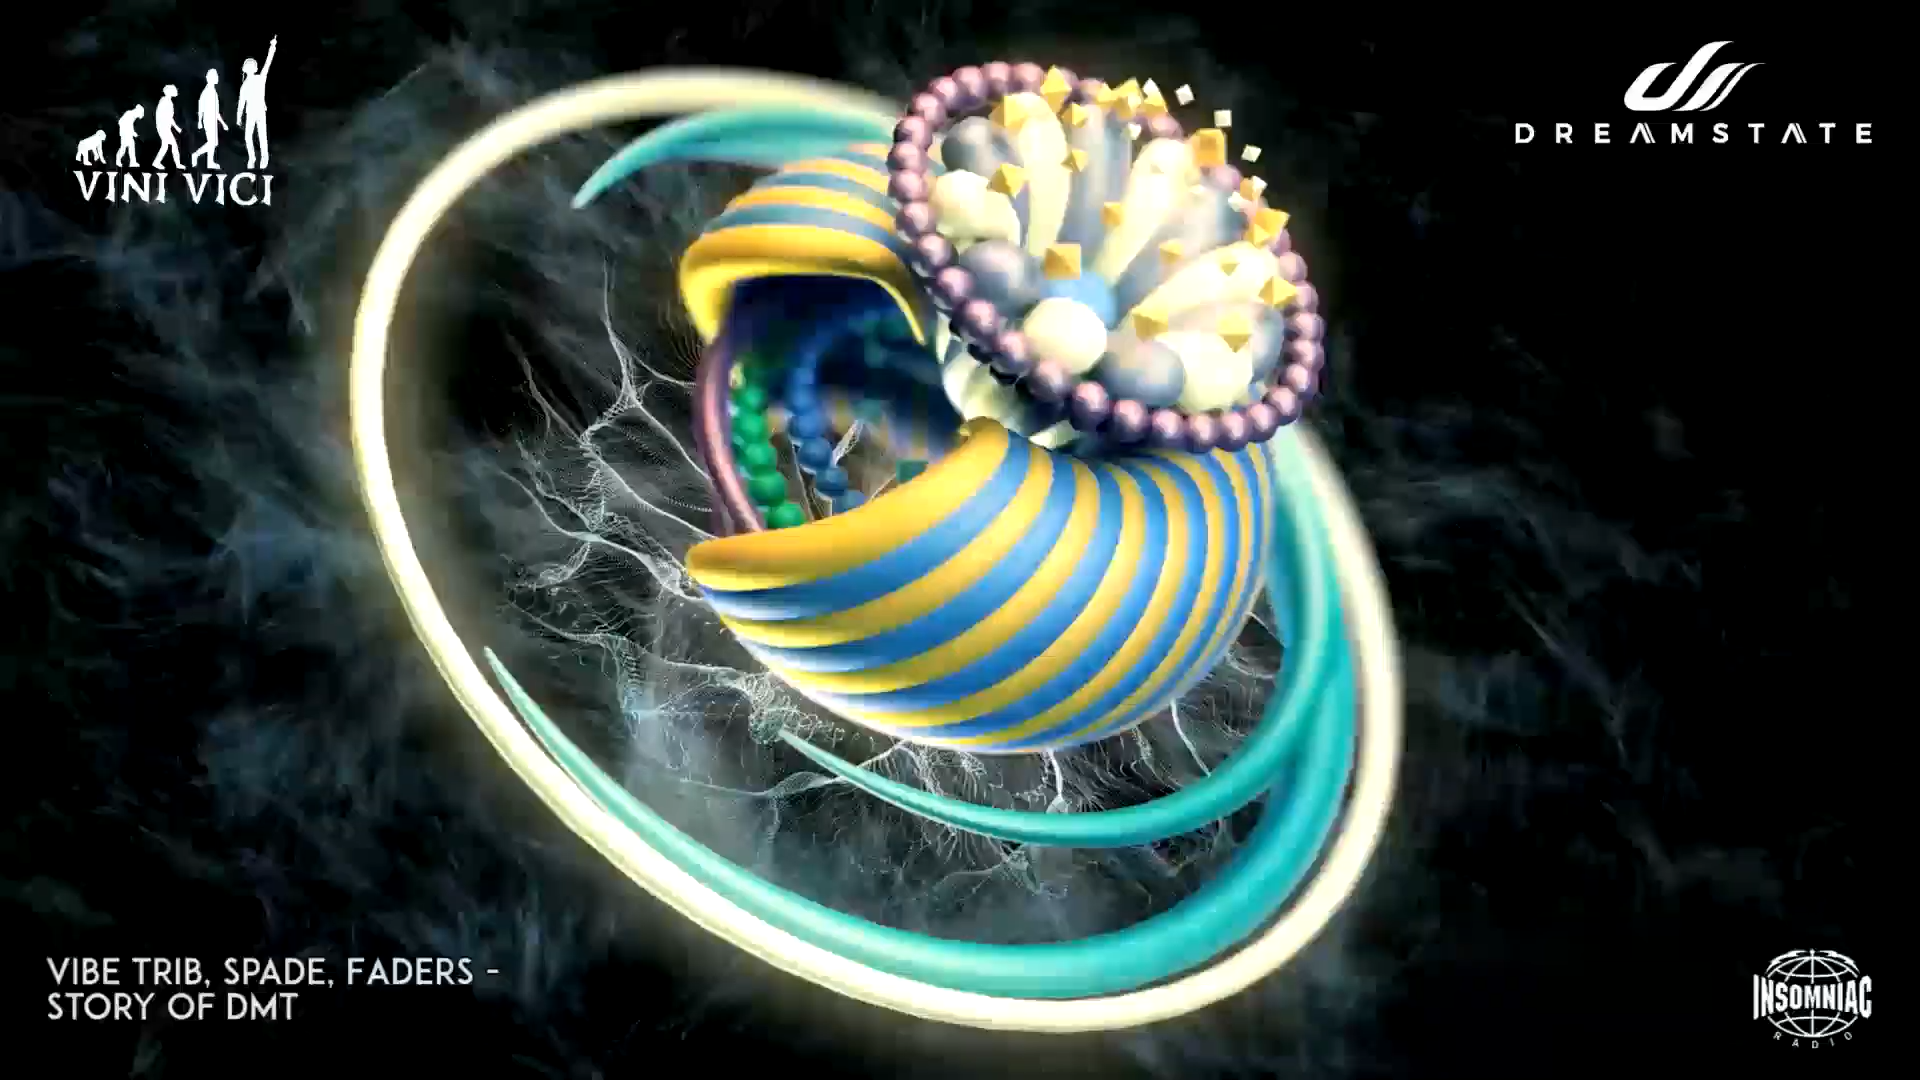 VINI VICI
DREAMSTATE
VIBE TRIB, SPADE, FADERS -
STORY OF DMT
INSOMNIAC
RADIO